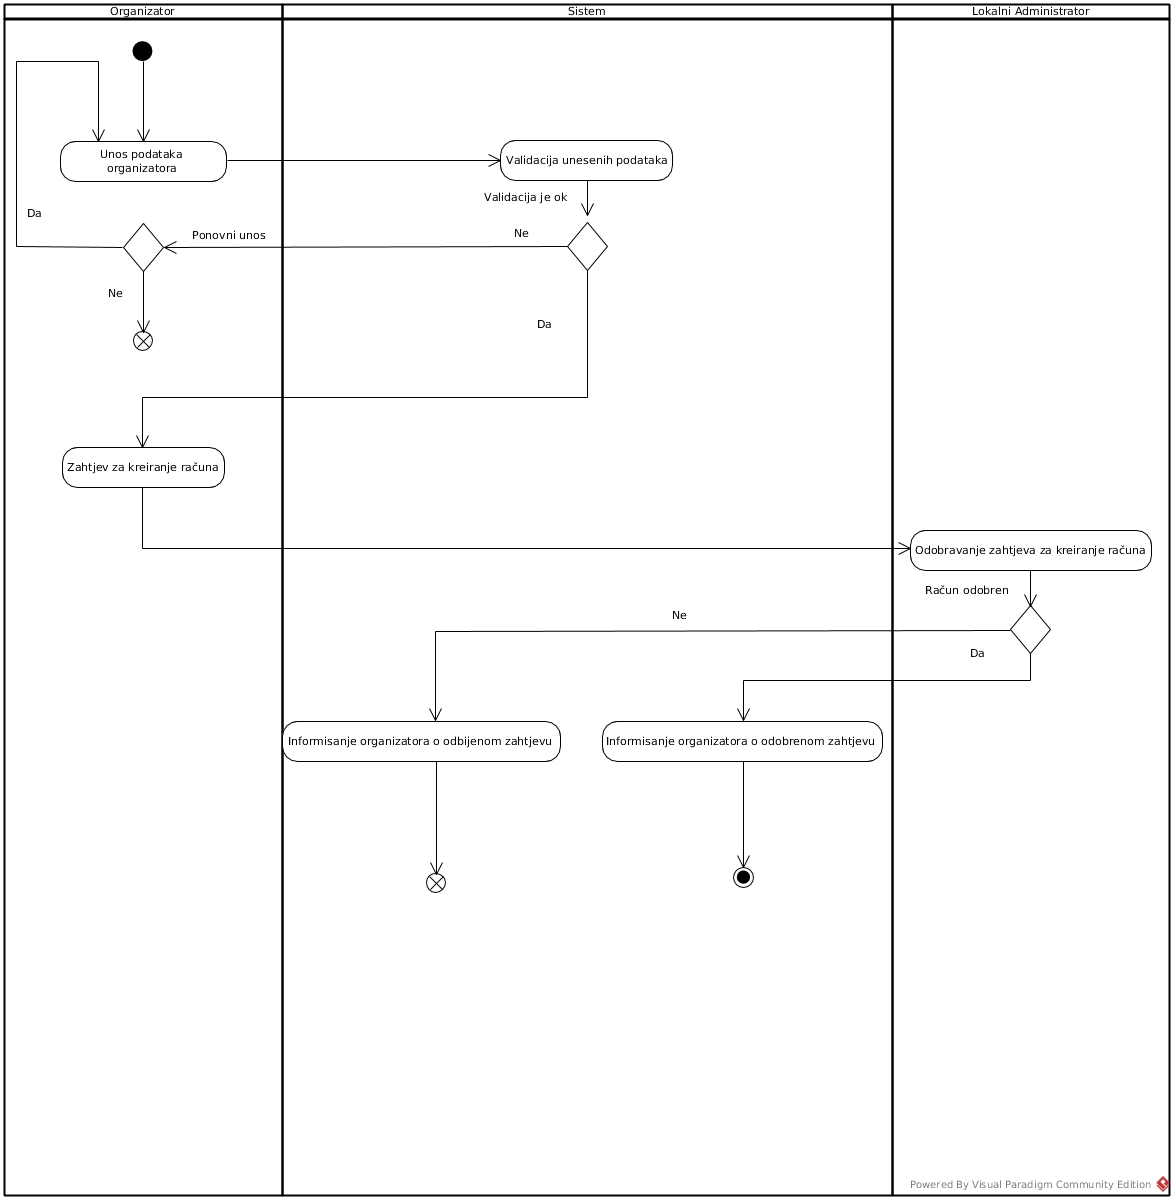 Organizator
Sistem
Lokalni Administrator
Unos podataka
organizatora
Validacija unesenih podataka
Validacija je ok
Da
Ponovni unos
Ne
Ne
Da
Zahtjev za kreiranje računa
Odobravanje zahtjeva za kreiranje računa
Račun odobren
Ne
Da
Informisanje organizatora o odbijenom zahtjevu
Informisanje organizatora o odobrenom zahtjevu
Powered By Visual Paradigm Community Edition